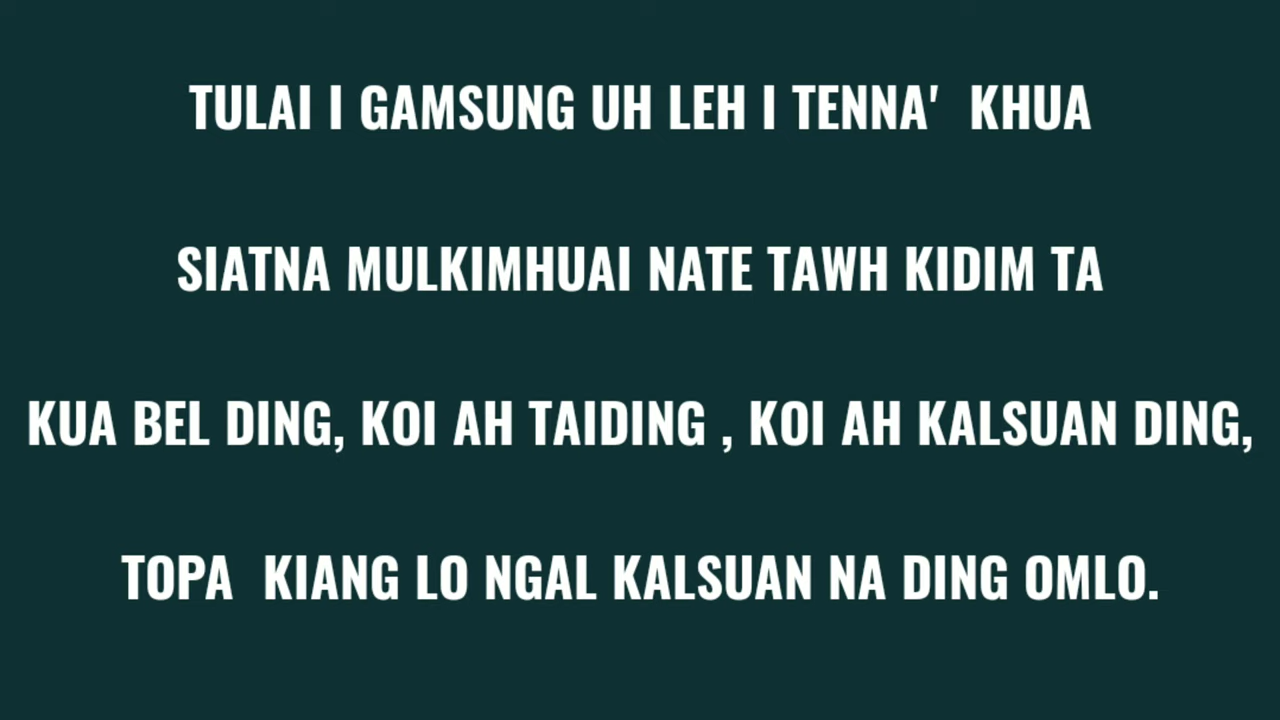 TULAI I GAMSUNG UH LEH I TENNA'  KHUA
SIATNA MULKIMHUAI NATE TAWH KIDIM TA
KUA BEL DING, KOI AH TAIDING , KOI AH KALSUAN DING,
TOPA  KIANG LO NGAL KALSUAN NA DING OMLO.